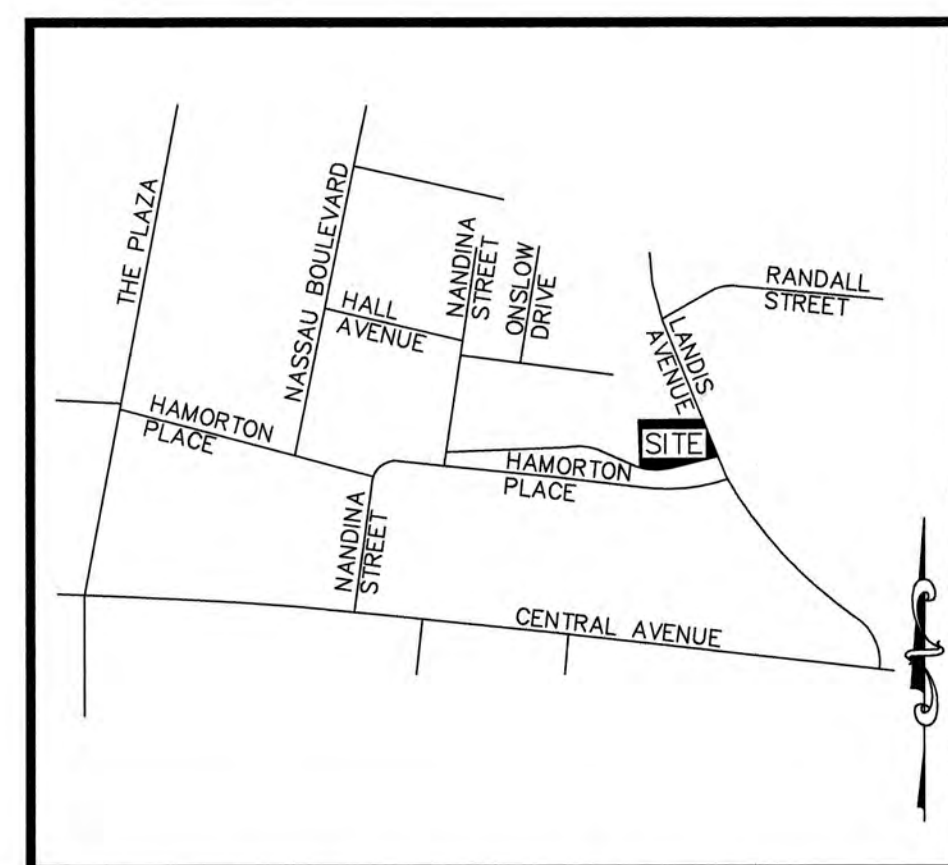 THE PLAZA
NASSAU BOULEVARD
HALL
AVENUE
NANDINA
STREET
ONSLOW
DRIVE
RANDALL
STREET
LANDIS
AVENUE
HAMORTON
PLACE
SITE
HAMORTON
PLACE
NANDINA
STREET
CENTRAL AVENUE